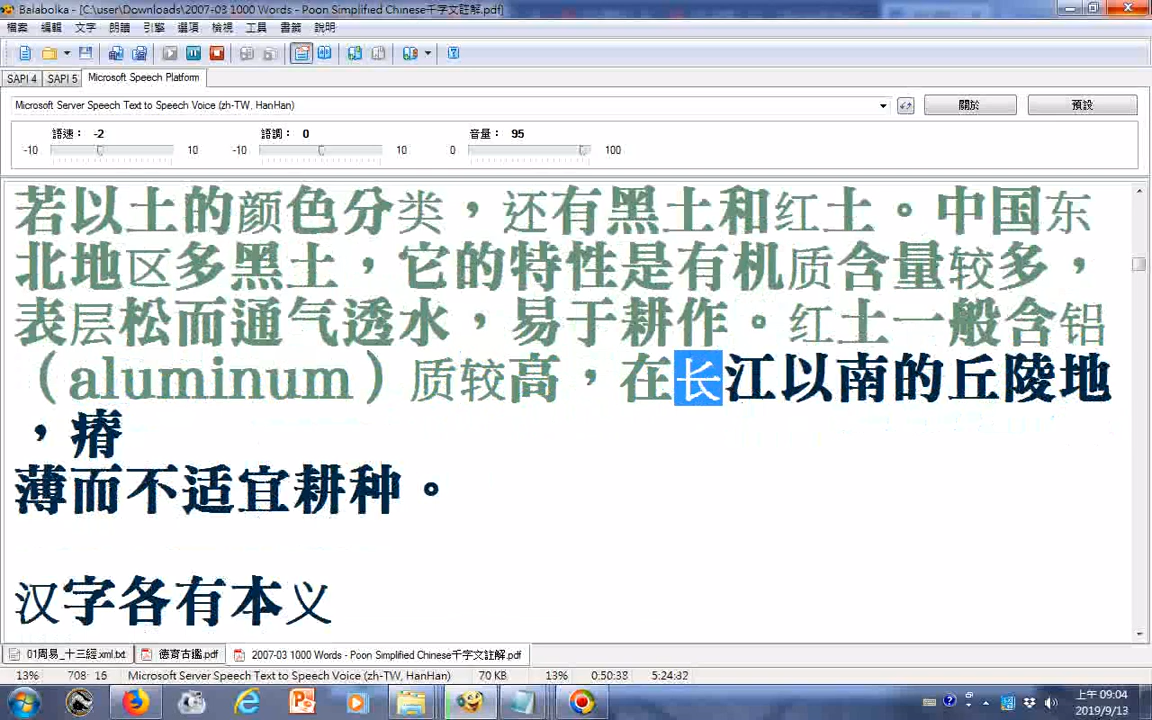 Balabolka - [C:\user\Downloads\2007-03 1000 Words - Poon Simplified Chinese千字文註解.pdf]
檔案 編輯 文字 朗讀 引擎 選項 檢視 工具 書籤 說明
SAPI 4 SAPI 5 Microsoft Speech Platform
Microsoft Server Speech Text to Speech Voice (zh-TW, HanHan) 關於 預設
語速： -2 語調： 0 音量： 95
-10 10 -10 10 0 100
若以土的颜色分类，还有黑土和红土。中国东
北地区多黑土，它的特性是有机质含量较多，
表层松而通气透水，易于耕作。红土一般含铝
（aluminum）质较高，在长江以南的丘陵地
，瘠
薄而不适宜耕种。
汉字各有本义
01周易_十三經.xml.txt 德育古鑑.pdf 2007-03 1000 Words - Poon Simplified Chinese千字文註解.pdf
13% 708: 15 Microsoft Server Speech Text to Speech Voice (zh-TW, HanHan) 70 KB 13% 0:50:38 5:24:32
上午 09:04
2019/9/13